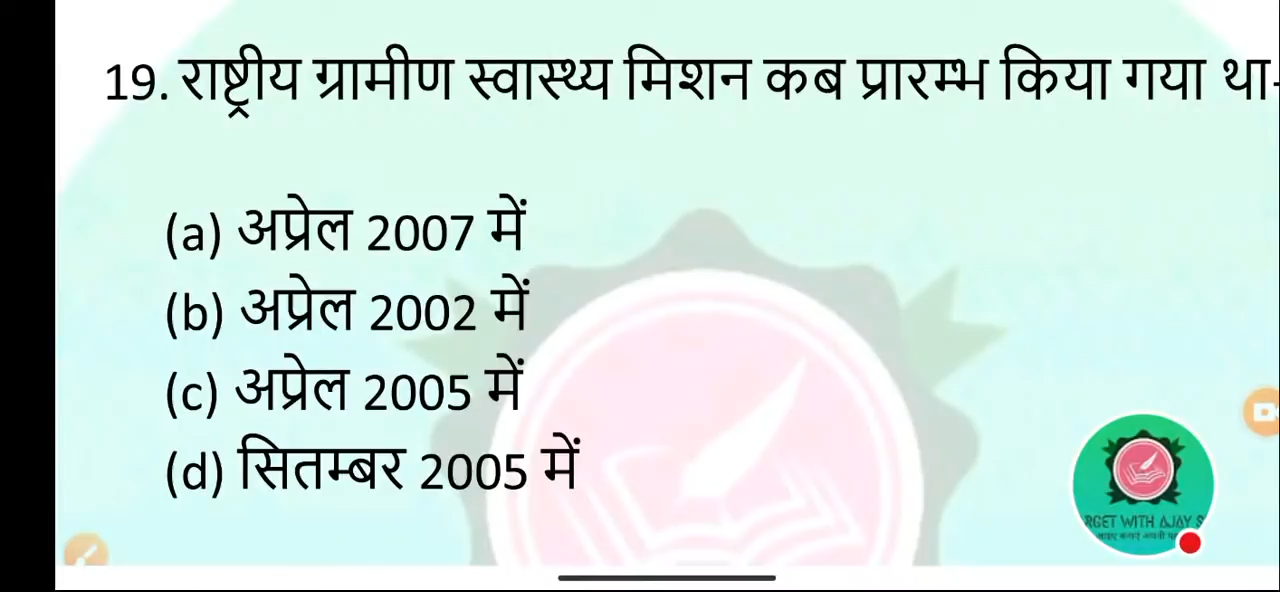 19. राष्ट्रीय ग्रामीण स्वास्थ्य मिशन कब प्रारम्भ किया गया था-
(a) अप्रेल 2007 में
(b) अप्रेल 2002 में
(c) अप्रेल 2005 में
(d) सितम्बर 2005 में
RGET WITH AJAY S